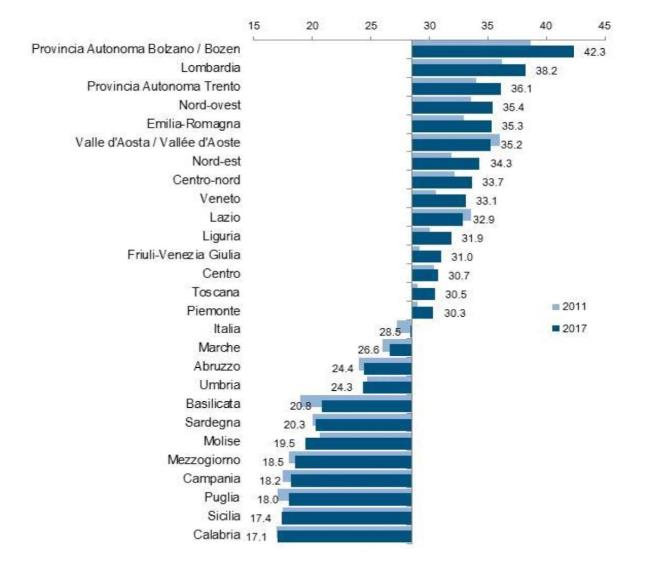 15 20 25 30 35 40 45
Provincia Autonoma Bolzano / Bozen 42.3
Lombardia 38.2
Provincia Autonoma Trento 36.1
Nord-ovest 35.4
Emilia-Romagna 35.3
Valle d'Aosta / Vallée d'Aoste 35.2
Nord-est 34.3
Centro-nord 33.7
Veneto 33.1
Lazio 32.9
Liguria 31.9
Friuli-Venezia Giulia 31.0
Centro 30.7
Toscana 30.5
Piemonte 30.3
2011
2017
Italia 28.5
Marche 26.6
Abruzzo 24.4
Umbria 24.3
Basilicata 20.8
Sardegna 20.3
Molise 19.5
Mezzogiorno 18.5
Campania 18.2
Puglia 18.0
Sicilia 17.4
Calabria 17.1